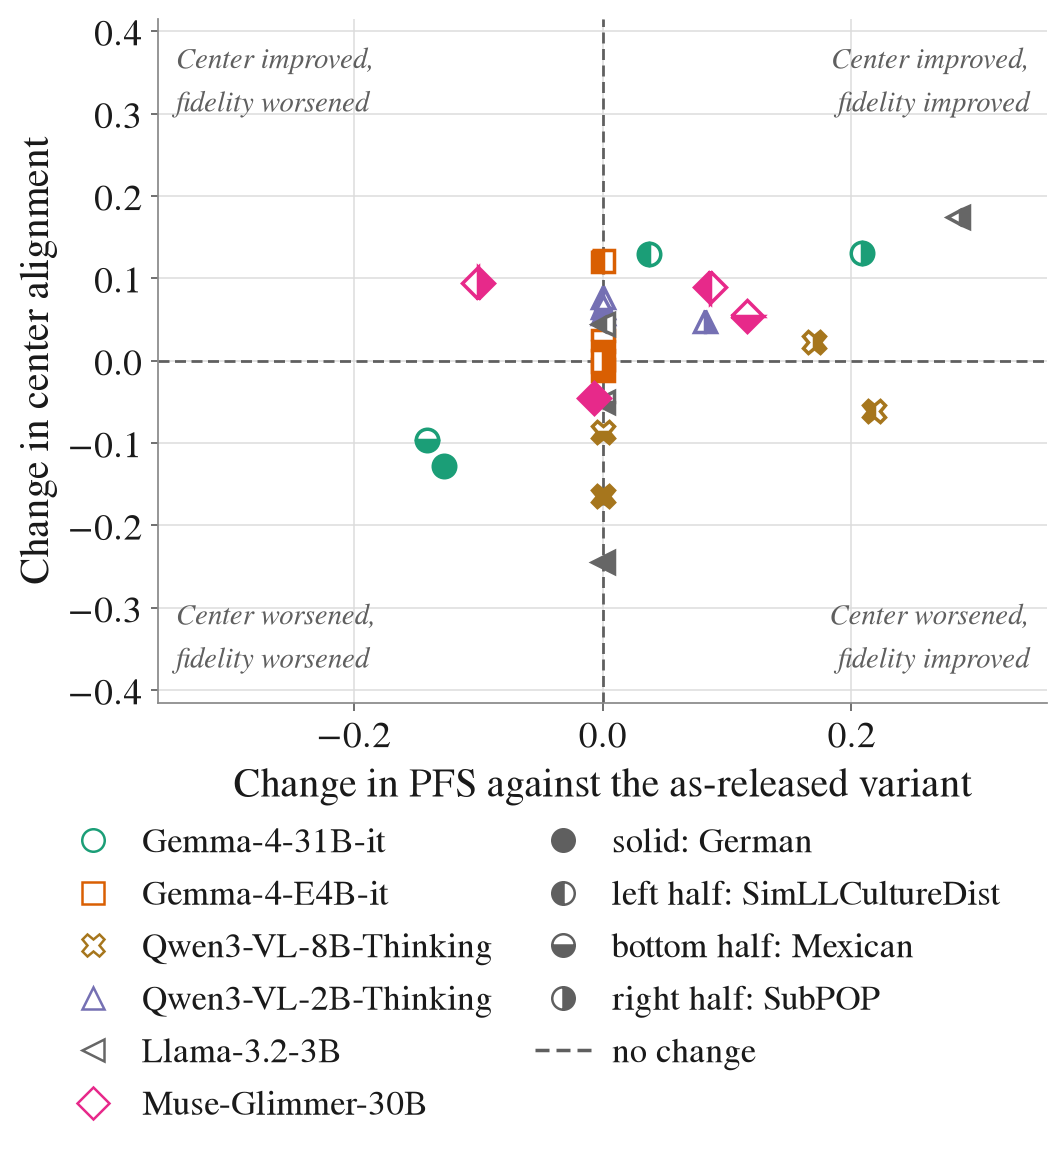 0.4
0.3
0.2
0.1
0.0
−0.1
−0.2
−0.3
−0.4
Change in center alignment
Center improved,
fidelity worsened
Center improved,
fidelity improved
Center worsened,
fidelity worsened
Center worsened,
fidelity improved
−0.2
0.0
0.2
Change in PFS against the as-released variant
Gemma-4-31B-it
Gemma-4-E4B-it
Qwen3-VL-8B-Thinking
Qwen3-VL-2B-Thinking
Llama-3.2-3B
Muse-Glimmer-30B
solid: German
left half: SimLLCultureDist
bottom half: Mexican
right half: SubPOP
no change